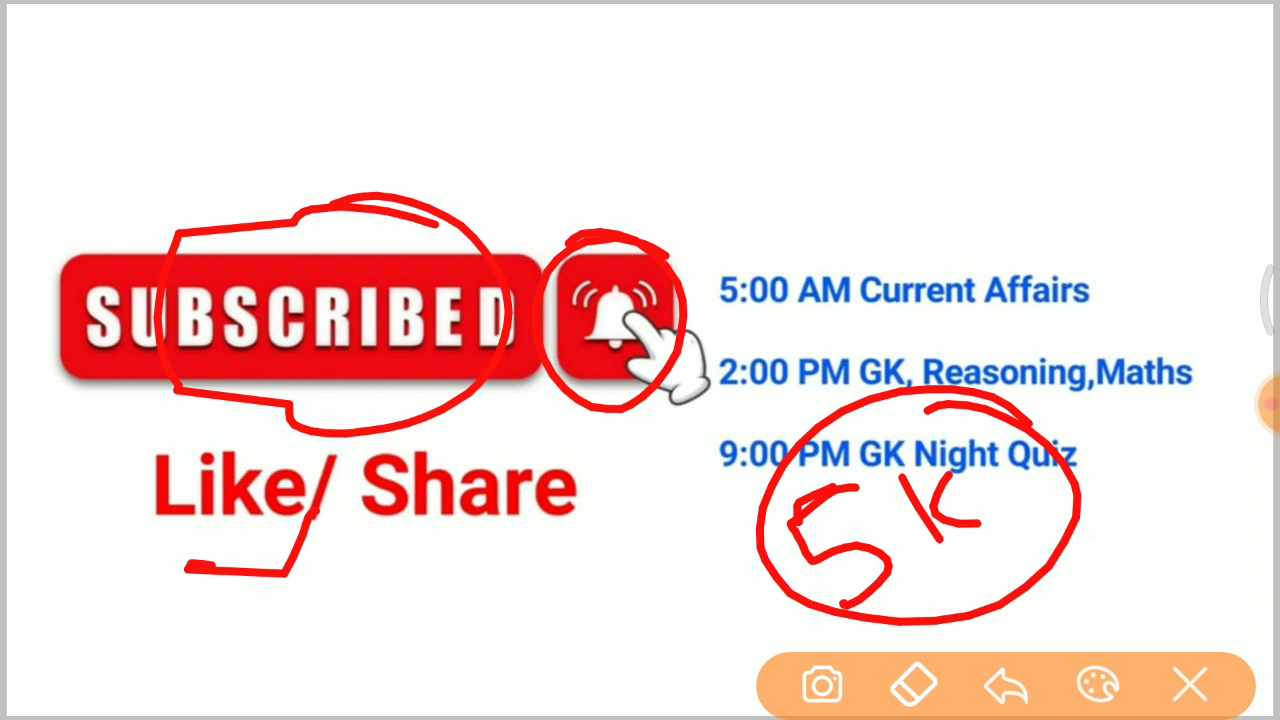 SUBSCRIBED
Like/ Share
5:00 AM Current Affairs
2:00 PM GK, Reasoning,Maths
9:00 PM GK Night Quiz
5K